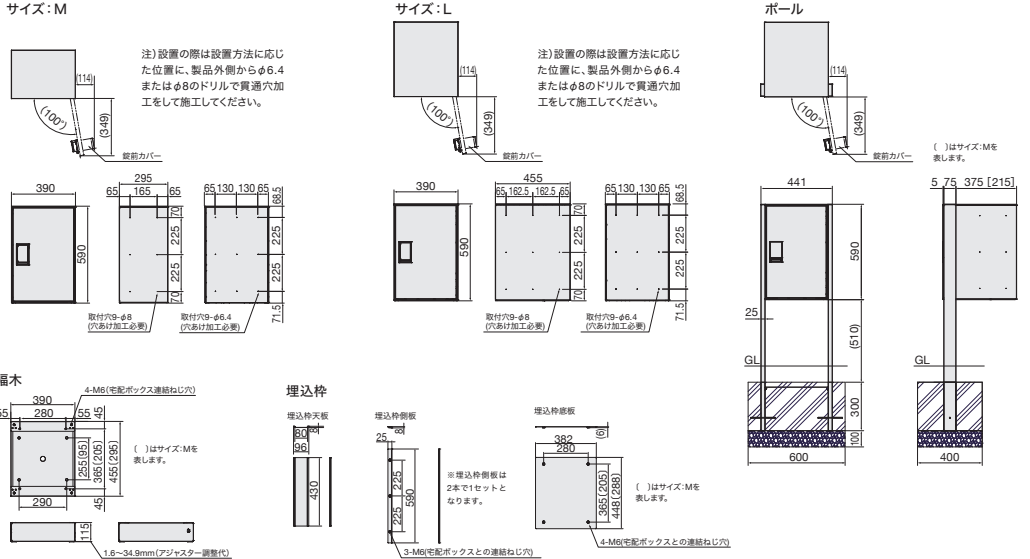 サイズ：M
注）設置の際は設置方法に応じ
た位置に、製品外側からφ6.4
またはφ8のドリルで貫通穴加
工をして施工してください。
(114)
(100°)
(349)
錠前カバー
390
590
295
65 165 65
70
225
225
70
65 130 130 65
68.5
225
225
71.5
取付穴9-φ8
(穴あけ加工必要)
取付穴9-φ6.4
(穴あけ加工必要)
サイズ：L
注）設置の際は設置方法に応じ
た位置に、製品外側からφ6.4
またはφ8のドリルで貫通穴加
工をして施工してください。
(114)
(100°)
(349)
錠前カバー
390
590
455
65 162.5 162.5 65
70
225
225
70
65 130 130 65
68.5
225
225
71.5
取付穴9-φ8
(穴あけ加工必要)
取付穴9-φ6.4
(穴あけ加工必要)
ポール
(114)
(100°)
(349)
錠前カバー
〔　〕はサイズ：Mを
表します。
441
590
25
(510)
GL
300
100
600
5 75 375 [215]
GL
400
幅木
4-M6(宅配ボックス連結ねじ穴)
390
55 280 55
45
255(95)
365(205)
455(295)
45
290
（　）はサイズ：Mを
表します。
115
1.6～34.9mm(アジャスター調整代)
埋込枠
埋込枠天板
80
8
96
430
埋込枠側板
25
8
225
225
590
※埋込枠側板は
2本で1セットと
なります。
3-M6(宅配ボックスとの連結ねじ穴)
埋込枠底板
(6)
382
280
365(205)
448(288)
（　）はサイズ：Mを
表します。
4-M6(宅配ボックスとの連結ねじ穴)